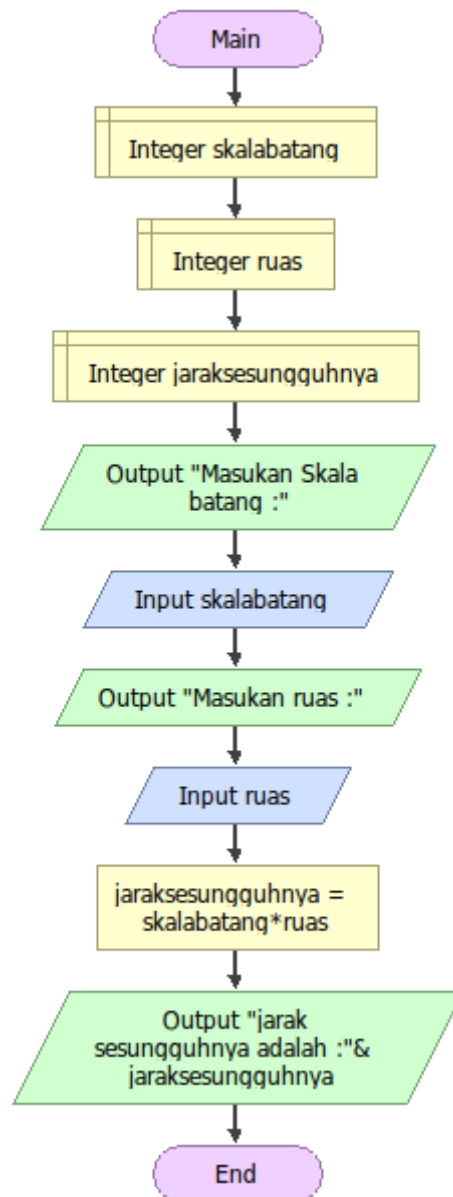 Main
Integer skalabatang
Integer ruas
Integer jaraksesungguhnya
Output "Masukan Skala
batang :"
Input skalabatang
Output "Masukan ruas :"
Input ruas
jaraksesungguhnya =
skalabatang*ruas
Output "jarak
sesungguhnya adalah :"&
jaraksesungguhnya
End